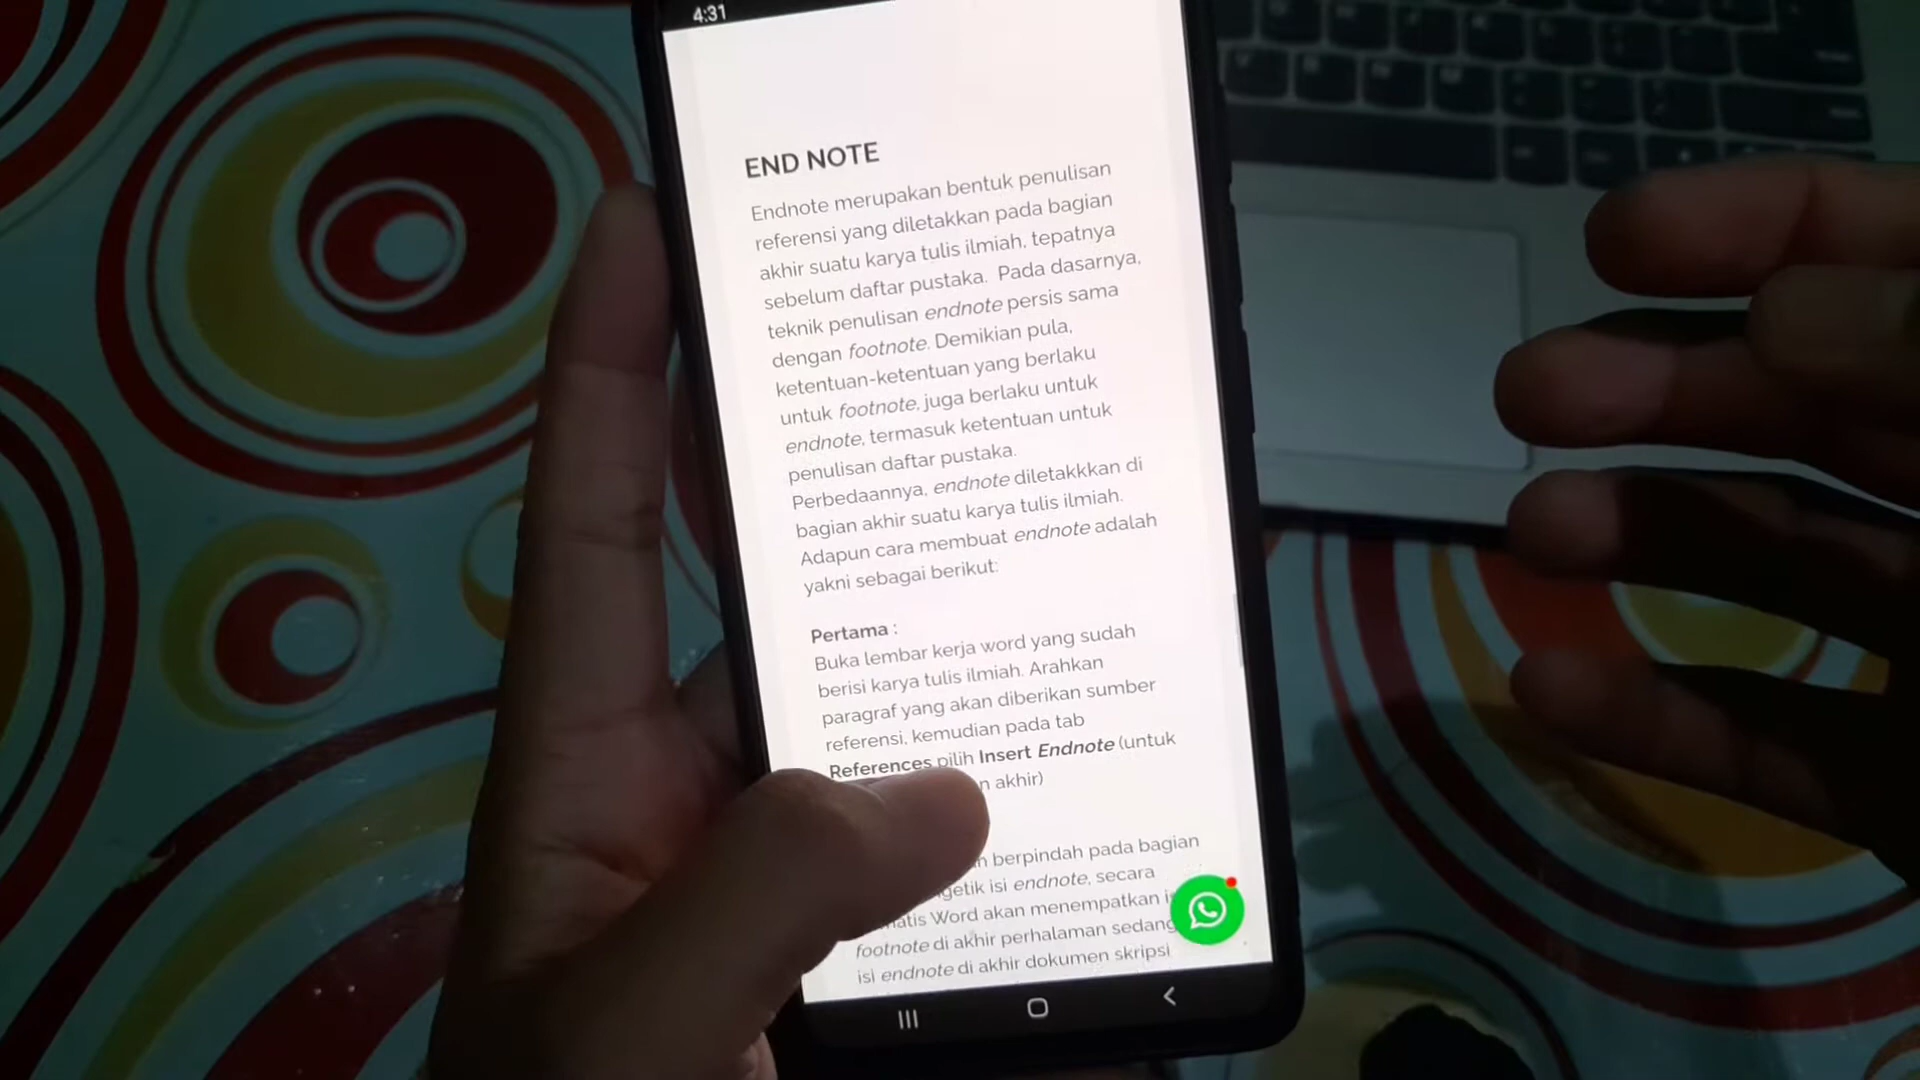 4:31
END NOTE
Endnote merupakan bentuk penulisan
referensi yang diletakkan pada bagian
akhir suatu karya tulis ilmiah, tepatnya
sebelum daftar pustaka. Pada dasarnya,
teknik penulisan endnote persis sama
dengan footnote. Demikian pula,
ketentuan-ketentuan yang berlaku
untuk footnote, juga berlaku untuk
endnote, termasuk ketentuan untuk
penulisan daftar pustaka.
Perbedaannya, endnote diletakkkan di
bagian akhir suatu karya tulis ilmiah.
Adapun cara membuat endnote adalah
yakni sebagai berikut:
Pertama :
Buka lembar kerja word yang sudah
berisi karya tulis ilmiah. Arahkan
paragraf yang akan diberikan sumber
referensi, kemudian pada tab
References pilih Insert Endnote (untuk
akhir)
berpindah pada bagian
isi endnote, secara
Word akan menempatkan
footnote di akhir perhalaman sedang
isi endnote di akhir dokumen skripsi